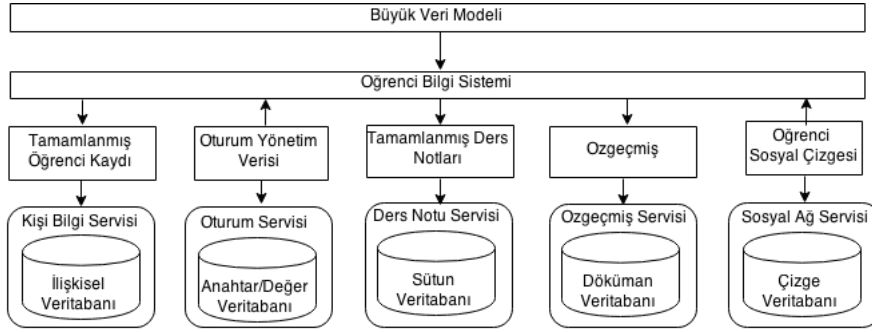 Büyük Veri Modeli
Oğrenci Bilgi Sistemi
Tamamlanmış
Öğrenci Kaydı
Oturum Yönetim
Verisi
Tamamlanmış Ders
Notları
Ozgeçmiş
Oğrenci
Sosyal Çizgesi
Kişi Bilgi Servisi
İlişkisel
Veritabanı
Oturum Servisi
Anahtar/Değer
Veritabanı
Ders Notu Servisi
Sütun
Veritabanı
Ozgeçmiş Servisi
Döküman
Veritabanı
Sosyal Ağ Servisi
Çizge
Veritabanı